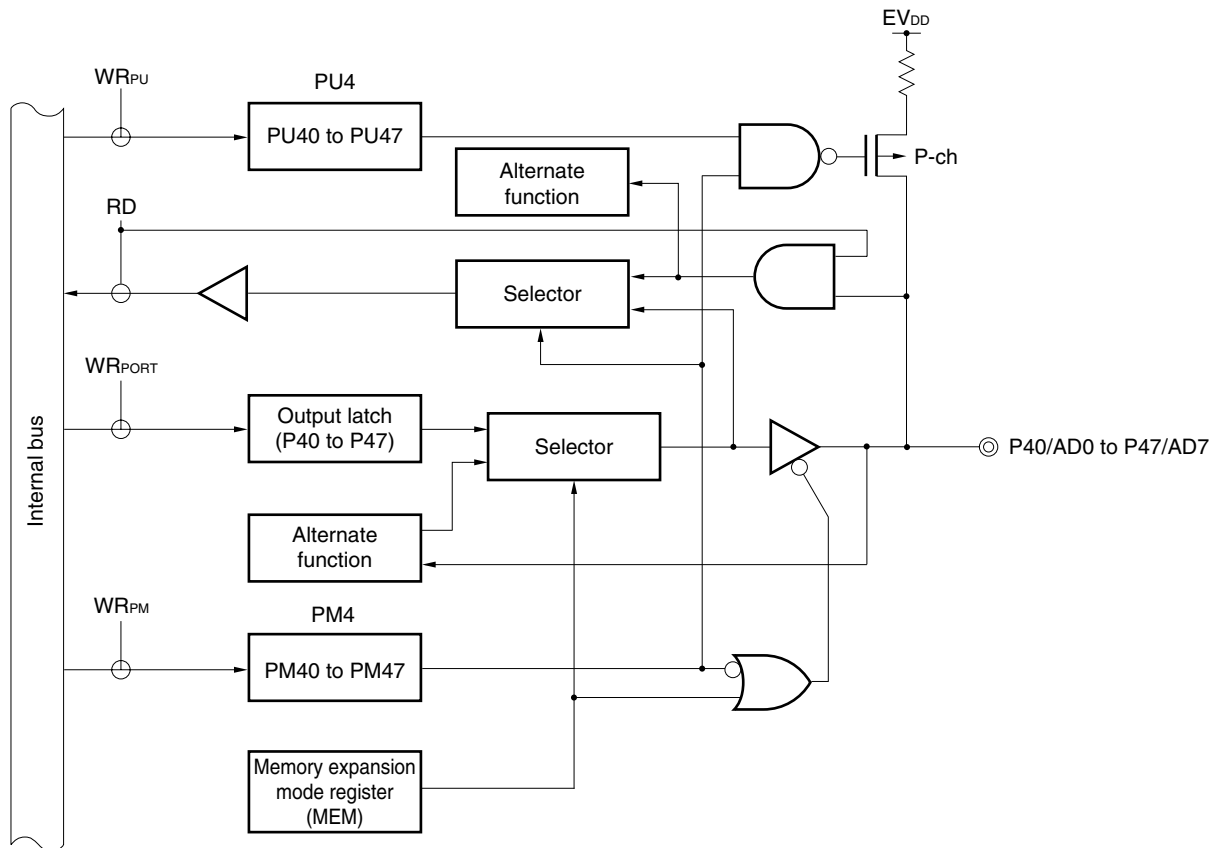 EVDD
WRPU
PU4
PU40 to PU47
P-ch
Alternate
function
RD
Selector
WRPORT
Output latch
(P40 to P47)
Selector
P40/AD0 to P47/AD7
Internal bus
Alternate
function
WRPM
PM4
PM40 to PM47
Memory expansion
mode register
(MEM)